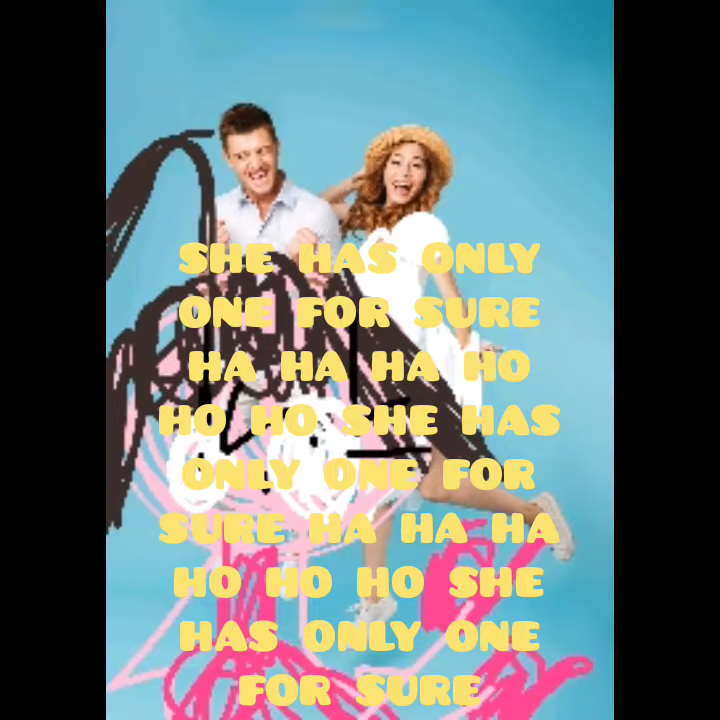 SHE HAS ONLY
ONE FOR SURE
HA HA HA HO
HO HO SHE HAS
ONLY ONE FOR
SURE HA HA HA
HO HO HO SHE
HAS ONLY ONE
FOR SURE